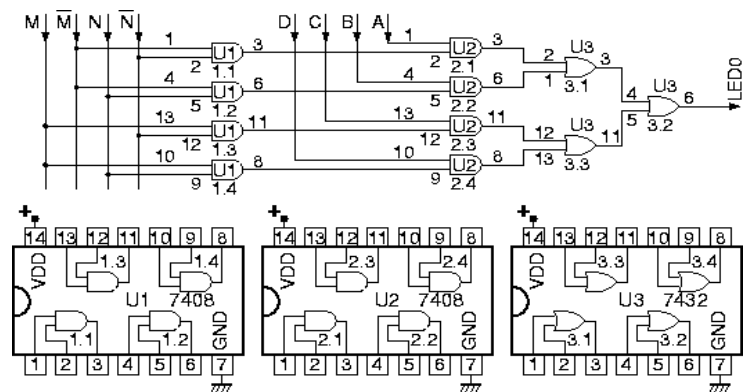 M M̅ N N̅ D C B A
1 2 U1 1.1 3 1 2 U2 2.1 3 2 1 U3 3.1 3
4 5 U1 1.2 6 4 5 U2 2.2 6 4 5 U3 3.2 6 LED0
13 12 U1 1.3 11 13 12 U2 2.3 11 12 13 U3 3.3 11
10 9 U1 1.4 8 10 9 U2 2.4 8
+ + +
14 13 12 11 10 9 8 14 13 12 11 10 9 8 14 13 12 11 10 9 8
VDD 1.3 1.4 VDD 2.3 2.4 VDD 3.3 3.4
U1 7408 U2 7408 U3 7432
1.1 1.2 GND 2.1 2.2 GND 3.1 3.2 GND
1 2 3 4 5 6 7 1 2 3 4 5 6 7 1 2 3 4 5 6 7